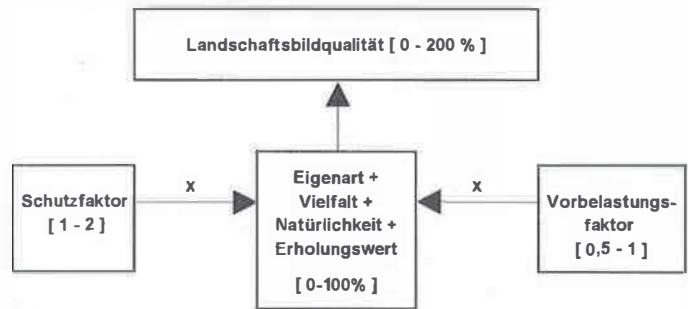 Landschaftsbildqualität [ 0 - 200 % ]
Schutzfaktor
[ 1 - 2 ]
x
Eigenart +
Vielfalt +
Natürlichkeit +
Erholungswert
[ 0-100% ]
x
Vorbelastungs-
faktor
[ 0,5 - 1 ]